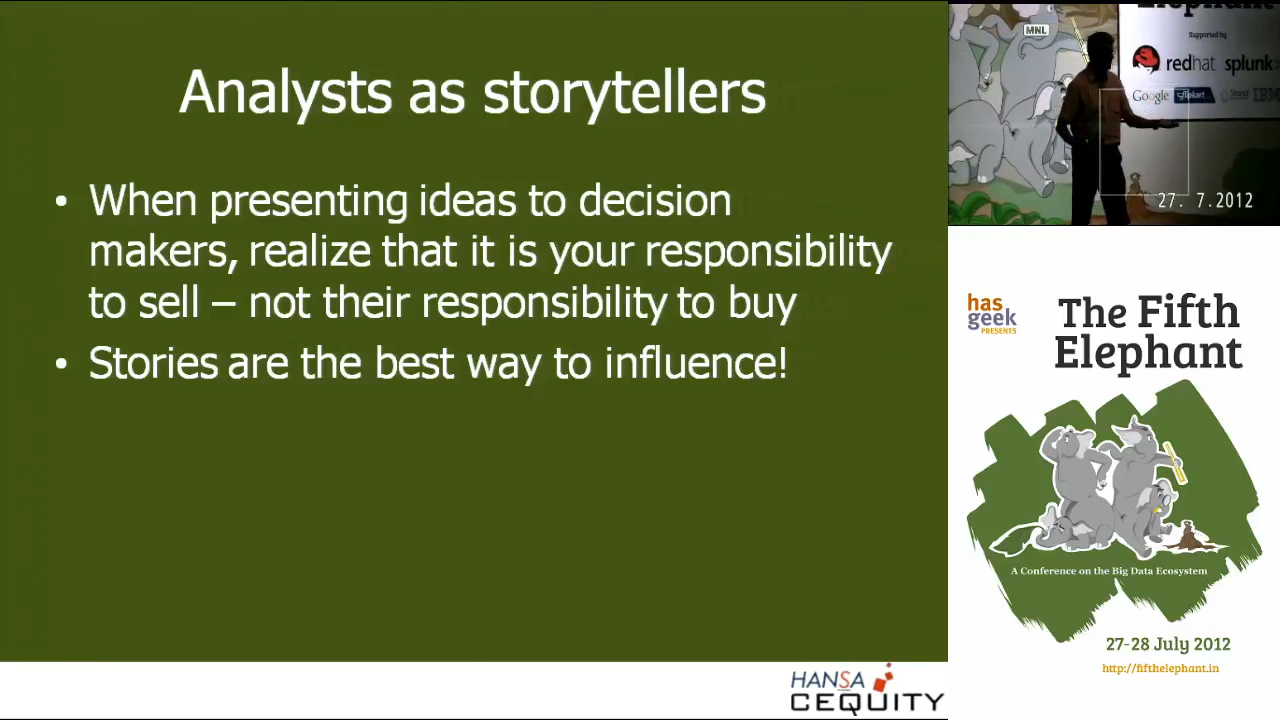 Analysts as storytellers
• When presenting ideas to decision
makers, realize that it is your responsibility
to sell – not their responsibility to buy
• Stories are the best way to influence!
HANSA
CEQUITY
MNL
Supported by
redhat splunk
Google flipkart
27. 7.2012
has
geek
PRESENTS
The Fifth
Elephant
A Conference on the Big Data Ecosystem
27-28 July 2012
http://fifthelephant.in